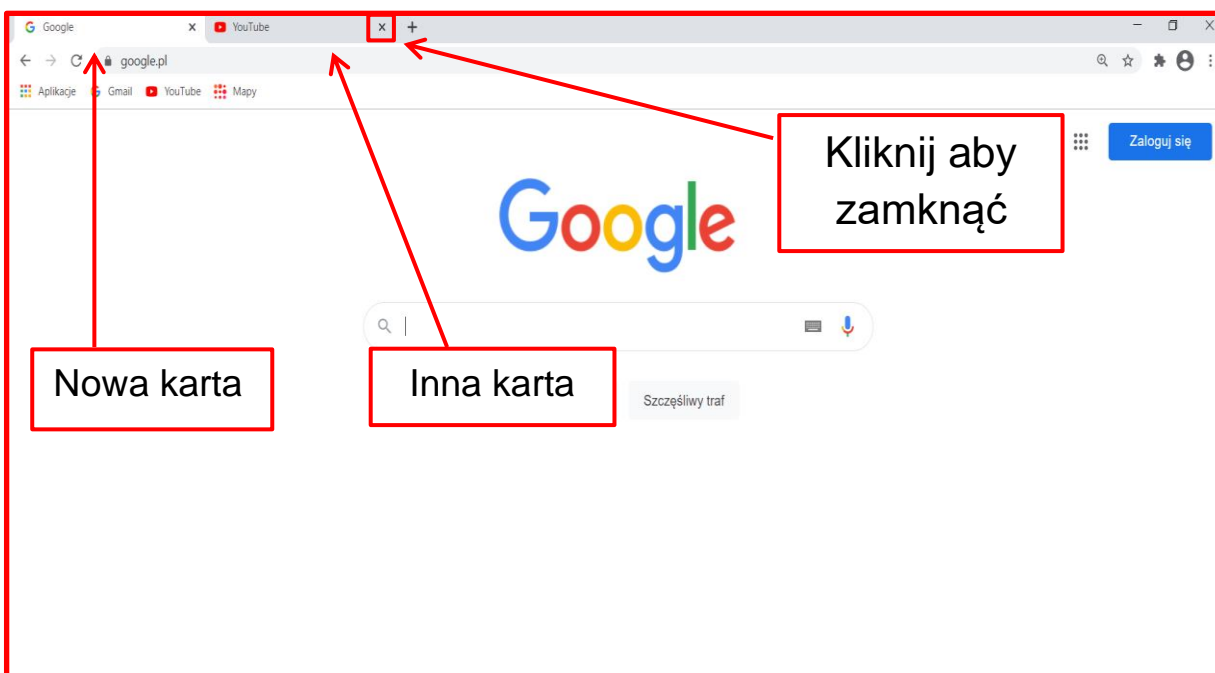 Google x YouTube x +
google.pl
Aplikacje G Gmail YouTube Mapy
Zaloguj się
Kliknij aby
zamknąć
Google
Nowa karta
Inna karta
Szczęśliwy traf